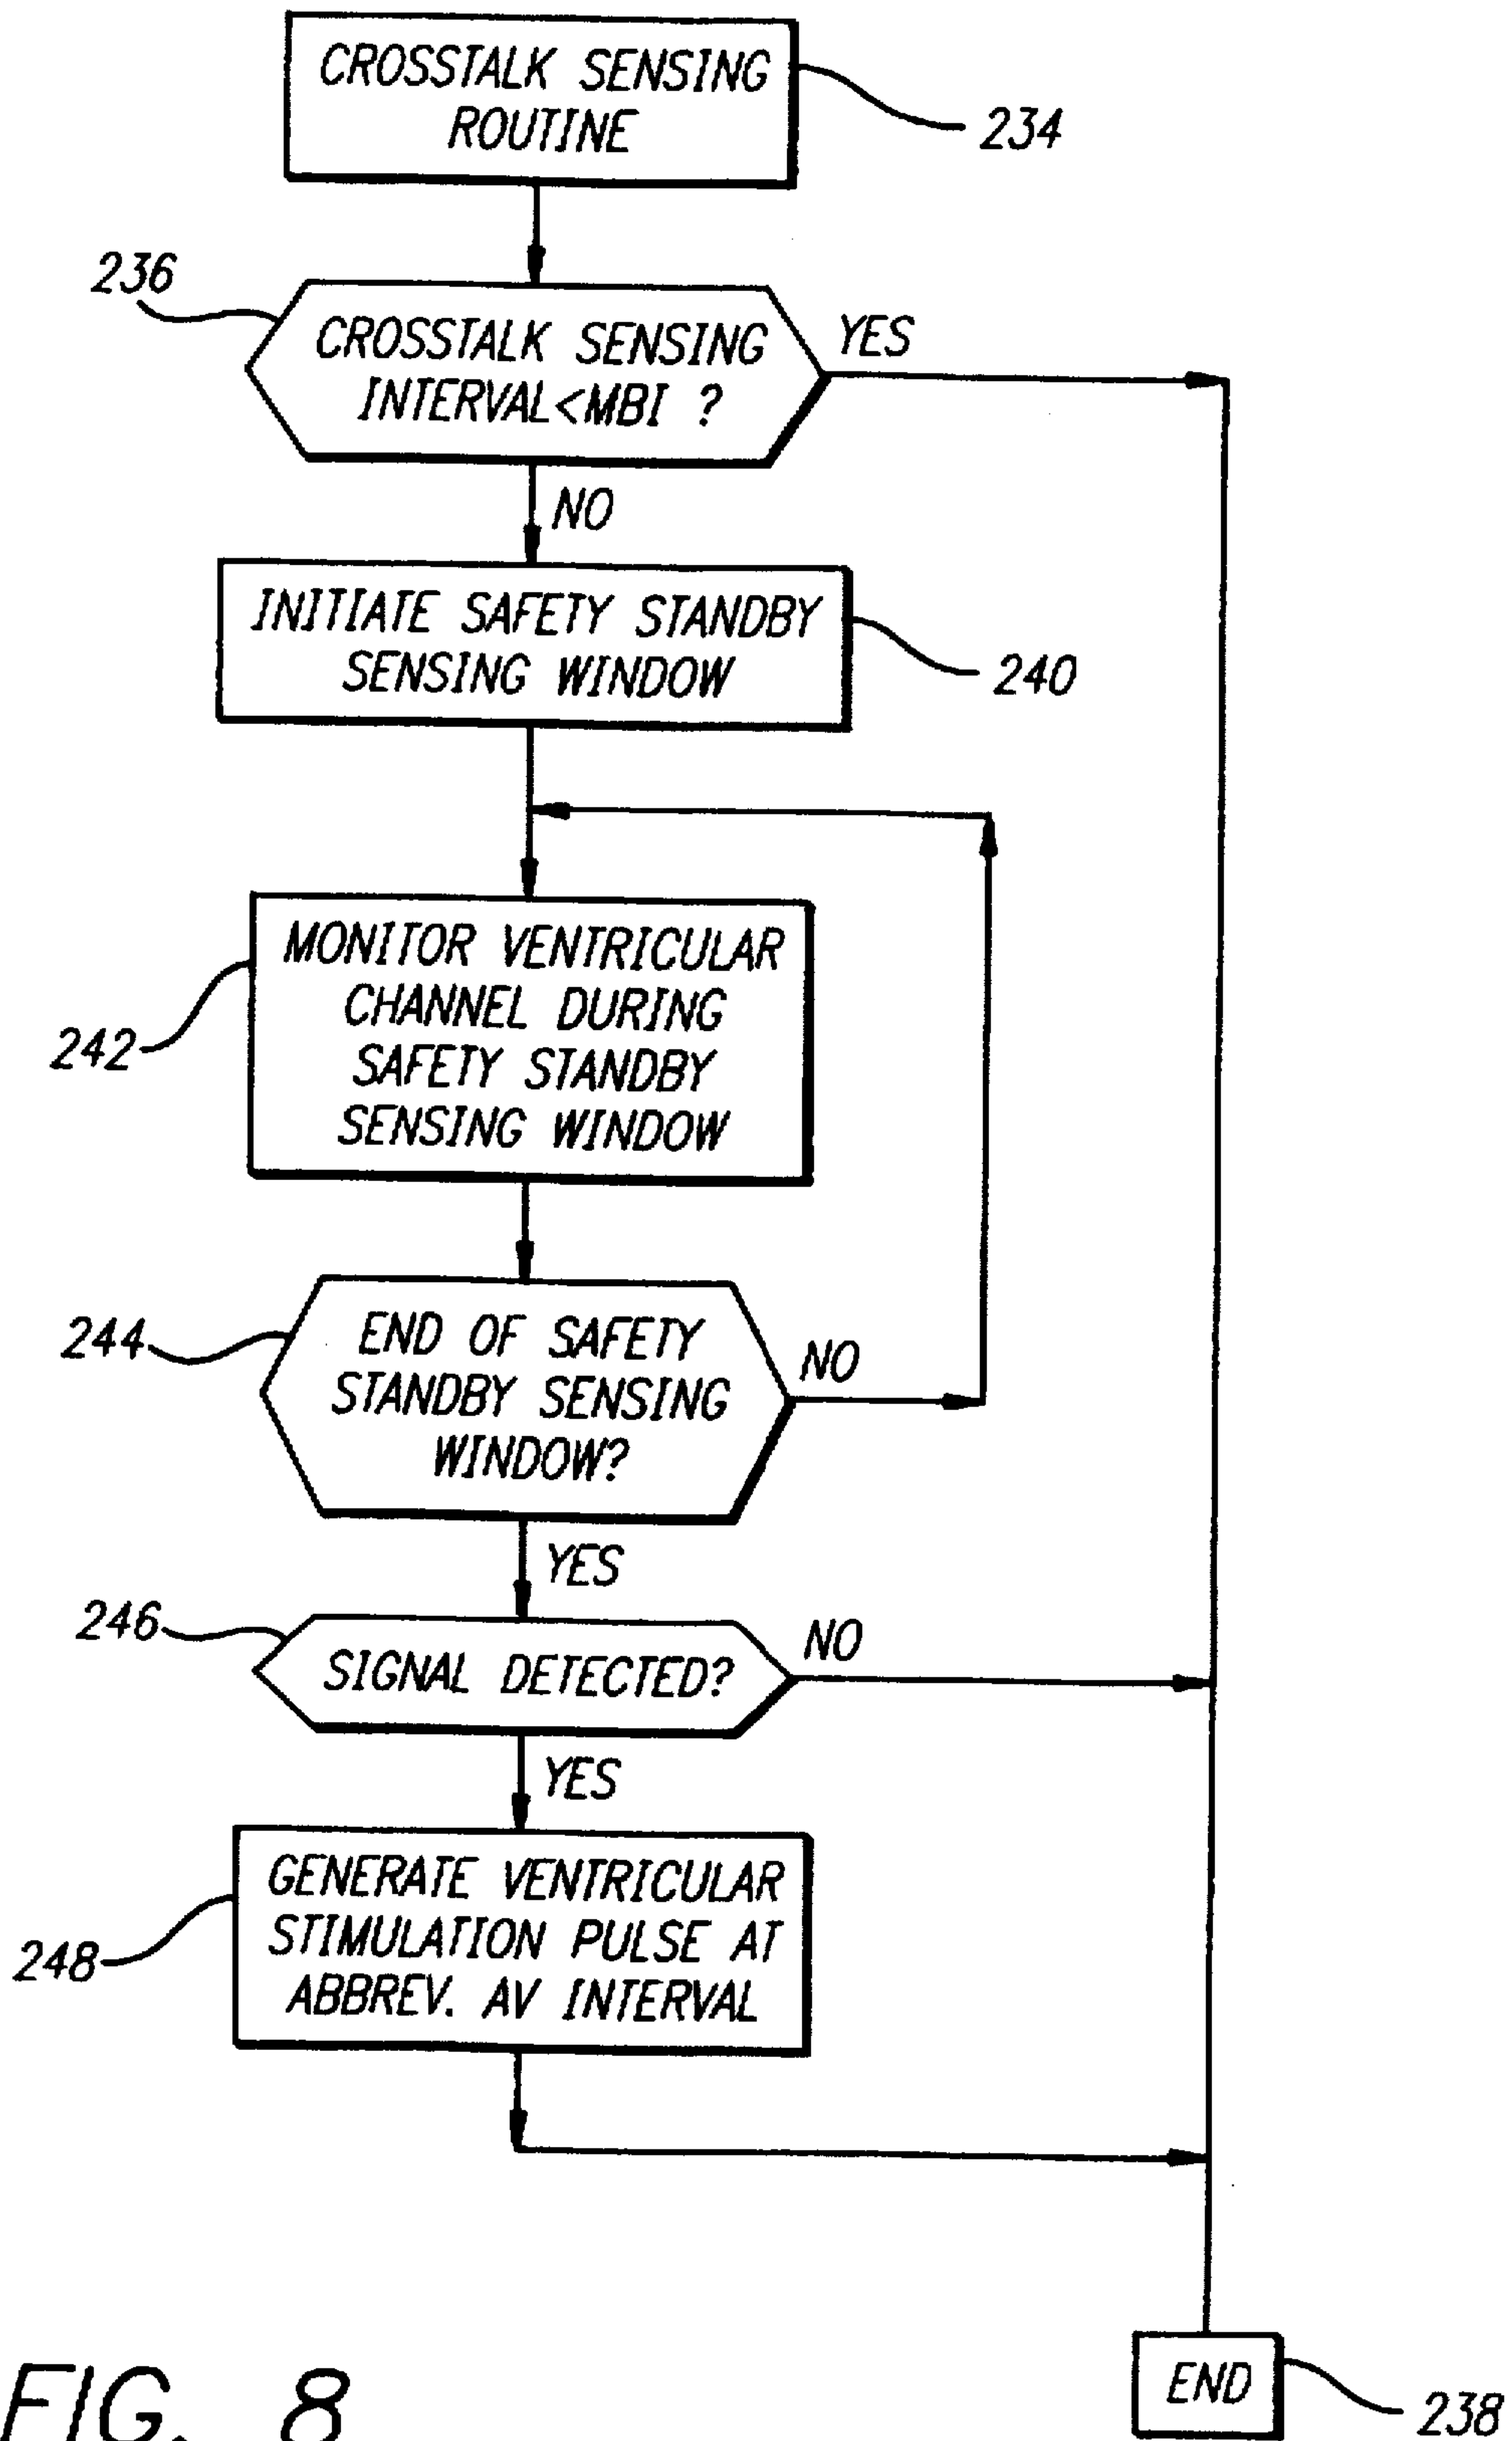 CROSSTALK SENSING
ROUTINE
234
236
CROSSTALK SENSING
INTERVAL<MBI ?
YES
NO
INITIATE SAFETY STANDBY
SENSING WINDOW
240
MONITOR VENTRICULAR
CHANNEL DURING
SAFETY STANDBY
SENSING WINDOW
242
244
END OF SAFETY
STANDBY SENSING
WINDOW?
NO
YES
246
SIGNAL DETECTED?
NO
YES
GENERATE VENTRICULAR
STIMULATION PULSE AT
ABBREV. AV INTERVAL
248
END
238
FIG. 8